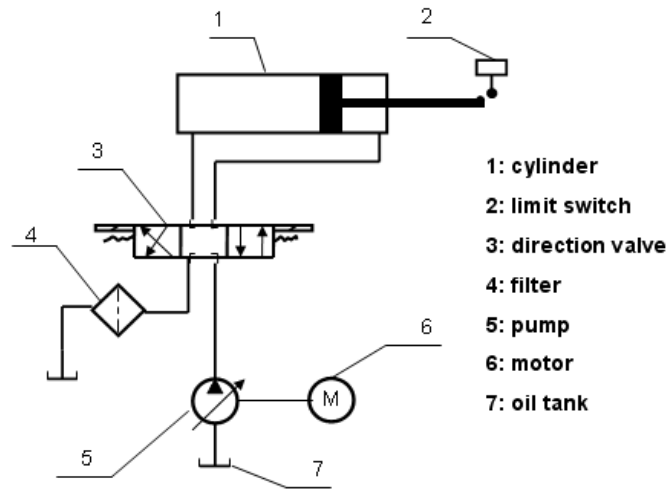 1
2
3
1: cylinder
2: limit switch
3: direction valve
4
4: filter
5: pump
6
6: motor
M
7: oil tank
5
7